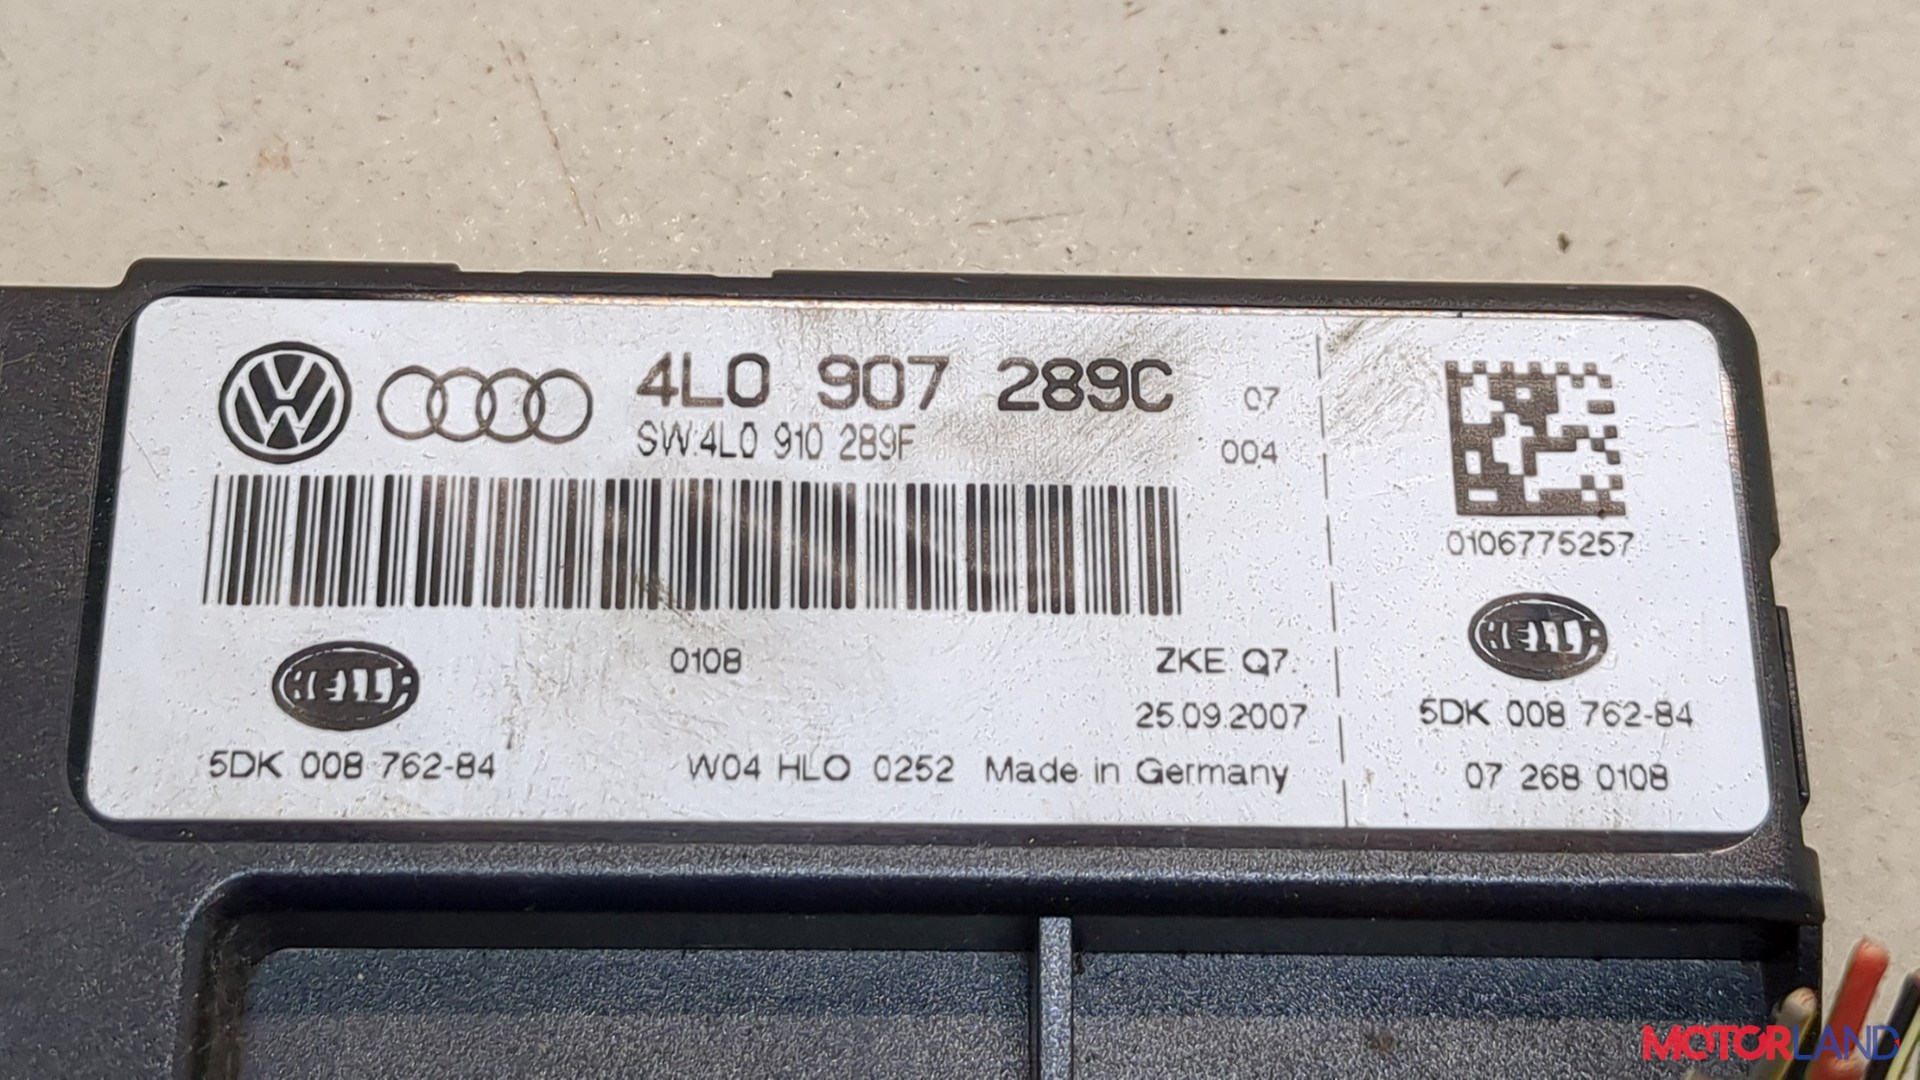 4L0 907 289C
07
SW:4L0 910 289F
004
0106775257
HELLA
HELLA
0108
ZKE Q7.
25.09.2007
5DK 008 762-84
5DK 008 762-84
W04 HLO 0252 Made in Germany
07 268 0108
MOTORLAND